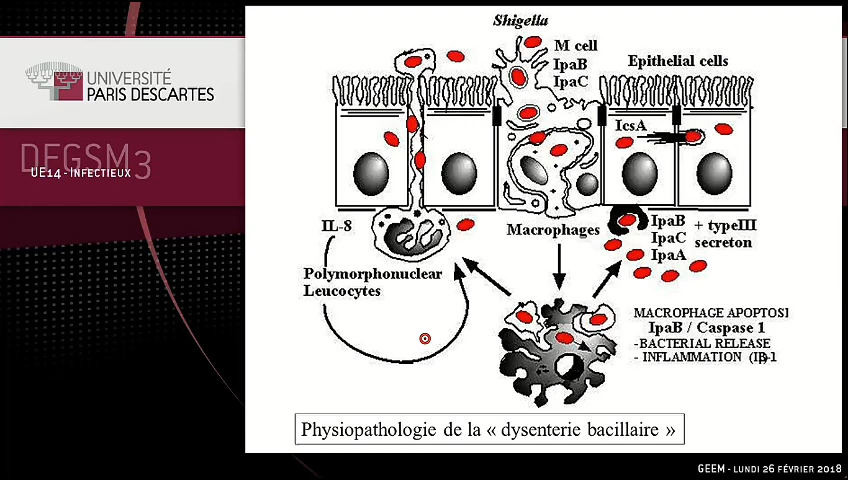 UNIVERSITÉ
PARIS DESCARTES
DFGSM3
UE14 - INFECTIEUX
Shigella
M cell
IpaB
IpaC
Epithelial cells
IcsA
IL-8
Macrophages
IpaB
IpaC
IpaA
+ typeIII
secreton
Polymorphonuclear
Leucocytes
MACROPHAGE APOPTOSI
IpaB / Caspase 1
-BACTERIAL RELEASE
- INFLAMMATION (IβI-1
Physiopathologie de la « dysenterie bacillaire »
GEEM - LUNDI 26 FÉVRIER 2018